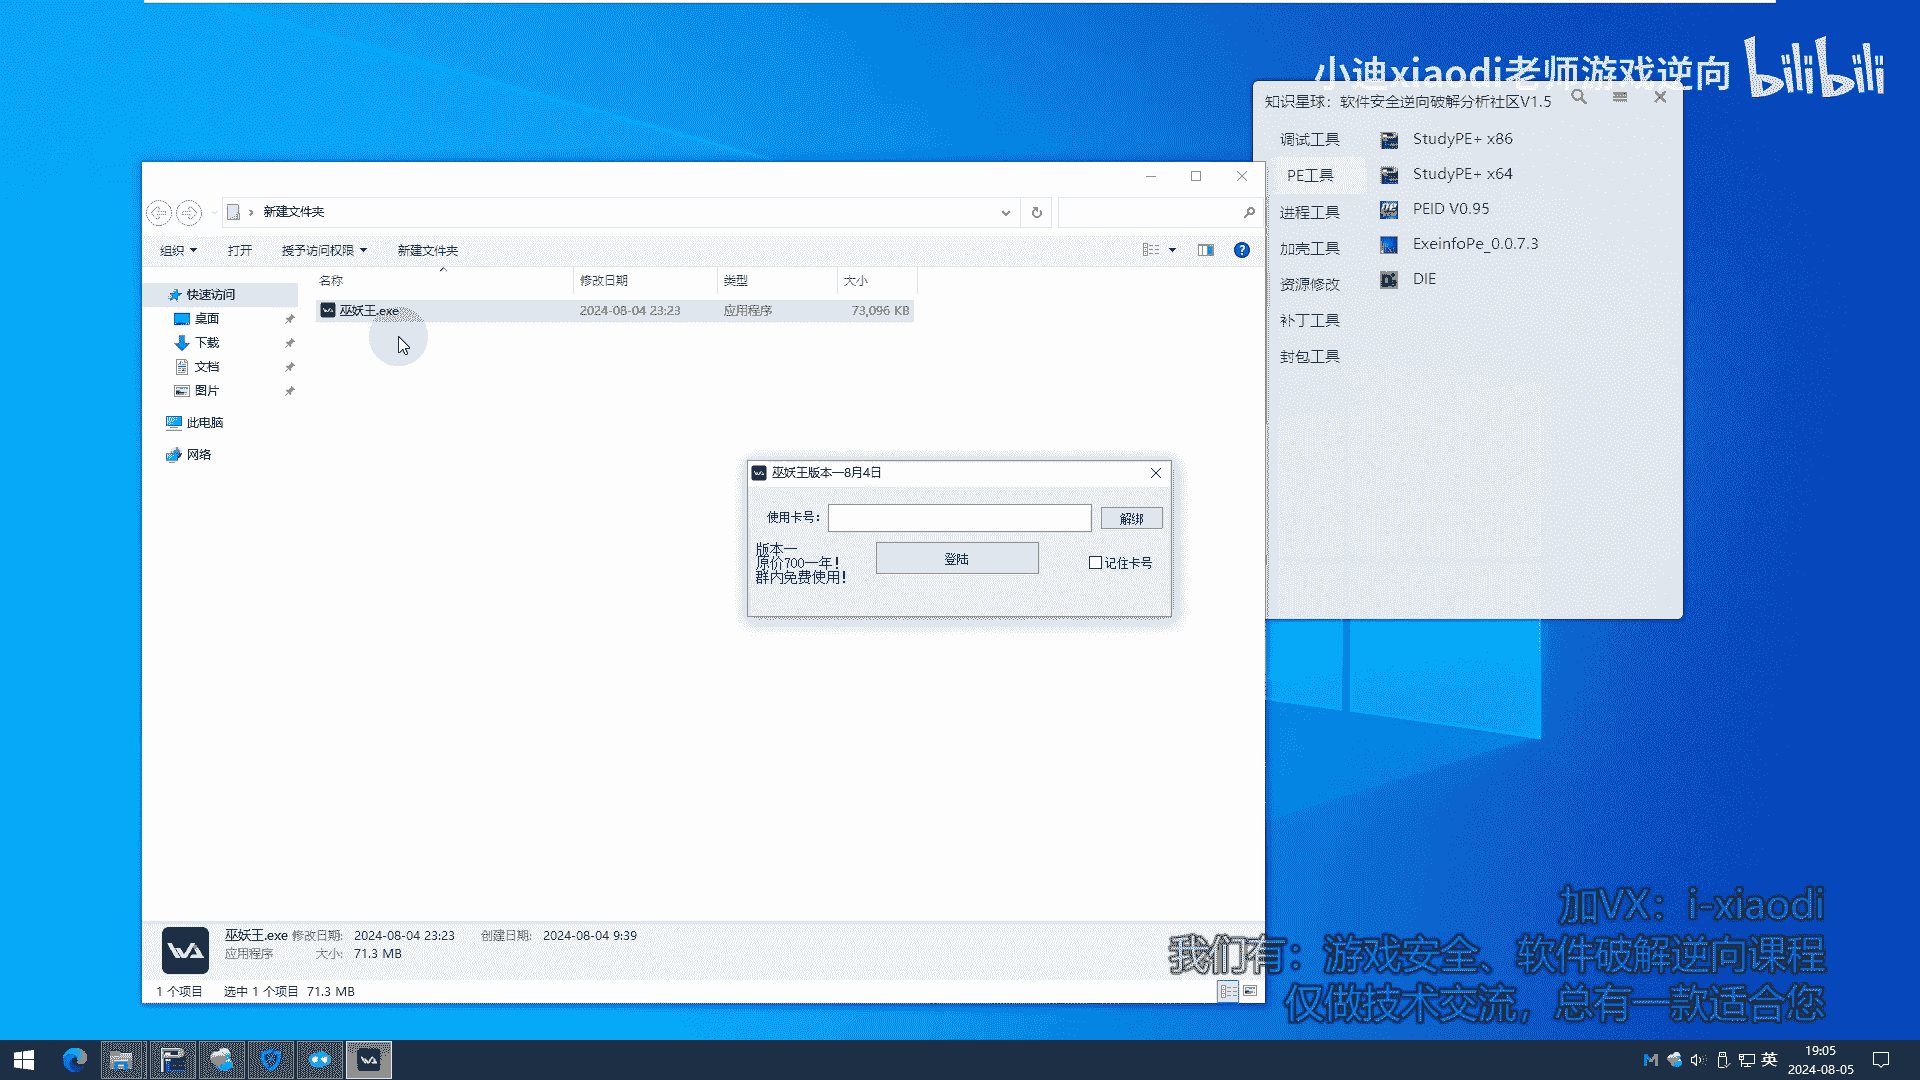 小迪xiaodi老师游戏逆向 bilibili
知识星球：软件安全逆向破解分析社区V1.5
调试工具
PE工具
进程工具
加壳工具
资源修改
补丁工具
封包工具
StudyPE+ x86
StudyPE+ x64
PEID V0.95
ExeinfoPe_0.0.7.3
DIE
新建文件夹
组织 打开 授予访问权限 新建文件夹
名称 修改日期 类型 大小
快速访问
桌面
下载
文档
图片
此电脑
网络
巫妖王.exe 2024-08-04 23:23 应用程序 73,096 KB
巫妖王版本一8月4日
使用卡号： 解绑
版本一
原价700一年！
群内免费使用！
登陆
记住卡号
巫妖王.exe 修改日期: 2024-08-04 23:23 创建日期: 2024-08-04 9:39
应用程序 大小: 71.3 MB
1 个项目 选中 1 个项目 71.3 MB
加VX：i-xiaodi
我们有：游戏安全、软件破解逆向课程
仅做技术交流，总有一款适合您
英
19:05
2024-08-05